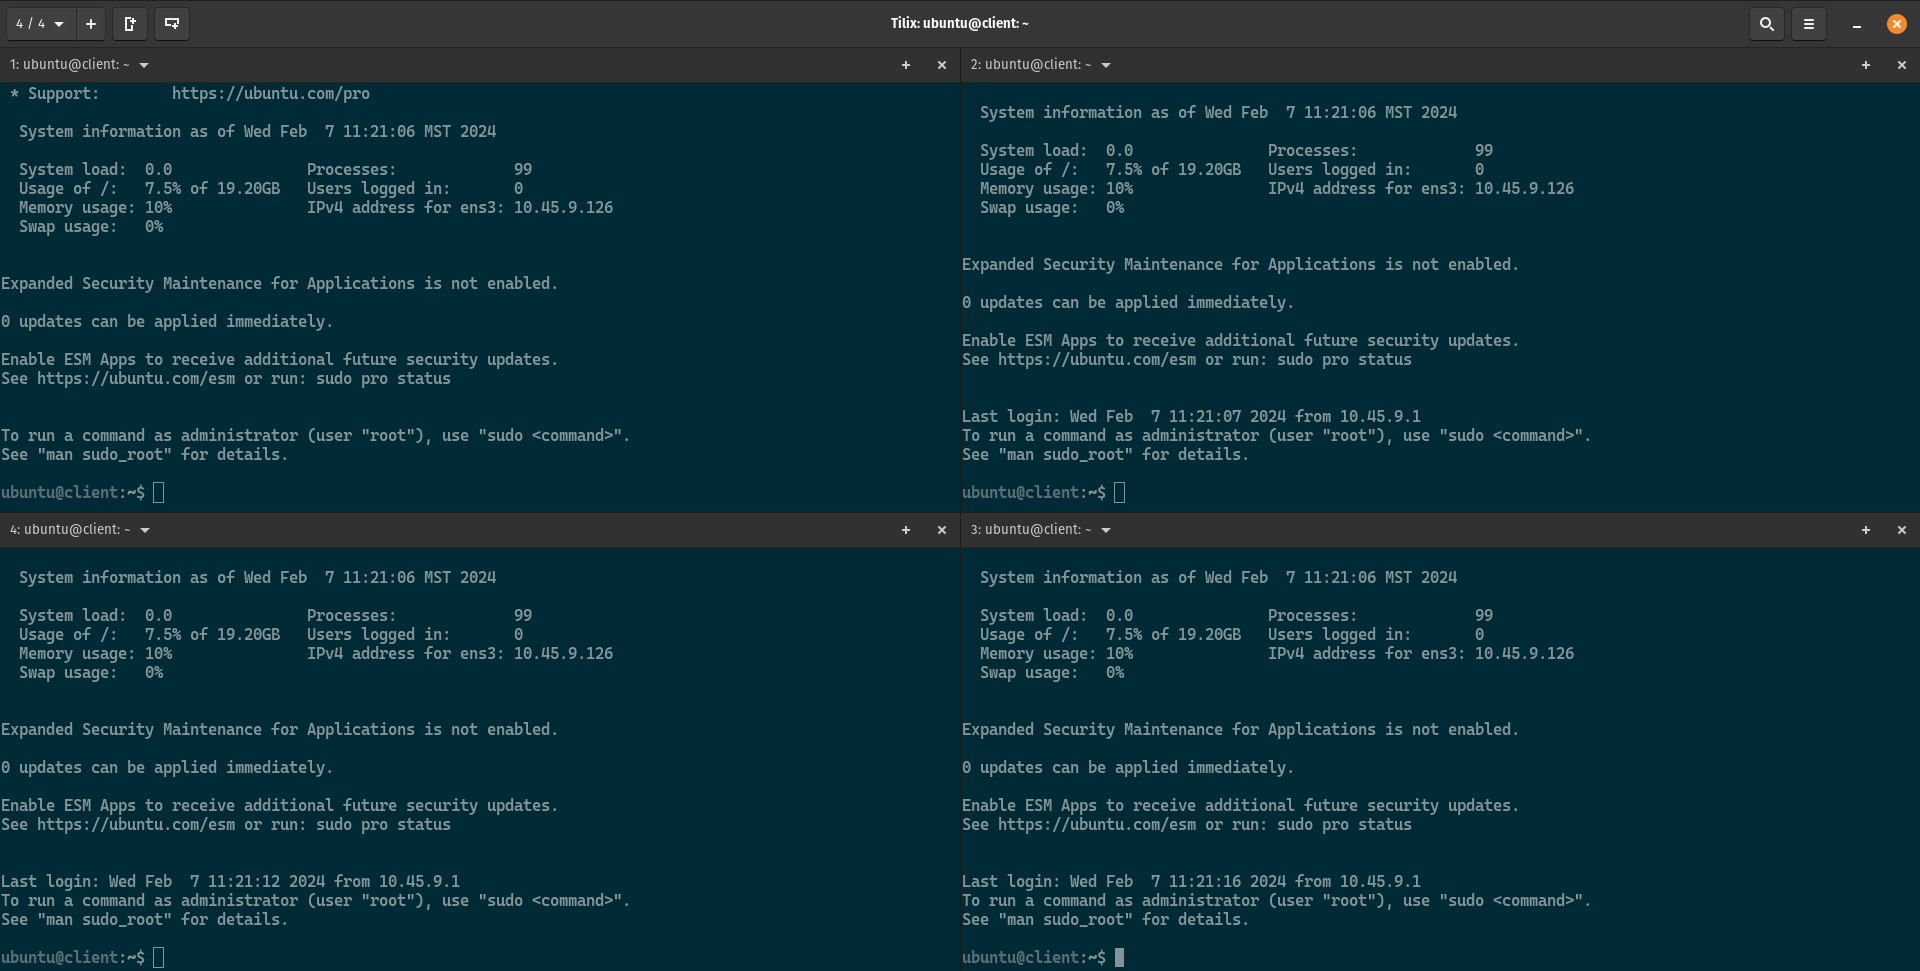 4 / 4
Tilix: ubuntu@client: ~
1: ubuntu@client: ~
 * Support:        https://ubuntu.com/pro
  System information as of Wed Feb  7 11:21:06 MST 2024
  System load:  0.0               Processes:             99
  Usage of /:   7.5% of 19.20GB   Users logged in:       0
  Memory usage: 10%               IPv4 address for ens3: 10.45.9.126
  Swap usage:   0%
Expanded Security Maintenance for Applications is not enabled.
0 updates can be applied immediately.
Enable ESM Apps to receive additional future security updates.
See https://ubuntu.com/esm or run: sudo pro status
To run a command as administrator (user "root"), use "sudo <command>".
See "man sudo_root" for details.
ubuntu@client:~$
2: ubuntu@client: ~
  System information as of Wed Feb  7 11:21:06 MST 2024
  System load:  0.0               Processes:             99
  Usage of /:   7.5% of 19.20GB   Users logged in:       0
  Memory usage: 10%               IPv4 address for ens3: 10.45.9.126
  Swap usage:   0%
Expanded Security Maintenance for Applications is not enabled.
0 updates can be applied immediately.
Enable ESM Apps to receive additional future security updates.
See https://ubuntu.com/esm or run: sudo pro status
Last login: Wed Feb  7 11:21:07 2024 from 10.45.9.1
To run a command as administrator (user "root"), use "sudo <command>".
See "man sudo_root" for details.
ubuntu@client:~$
4: ubuntu@client: ~
  System information as of Wed Feb  7 11:21:06 MST 2024
  System load:  0.0               Processes:             99
  Usage of /:   7.5% of 19.20GB   Users logged in:       0
  Memory usage: 10%               IPv4 address for ens3: 10.45.9.126
  Swap usage:   0%
Expanded Security Maintenance for Applications is not enabled.
0 updates can be applied immediately.
Enable ESM Apps to receive additional future security updates.
See https://ubuntu.com/esm or run: sudo pro status
Last login: Wed Feb  7 11:21:12 2024 from 10.45.9.1
To run a command as administrator (user "root"), use "sudo <command>".
See "man sudo_root" for details.
ubuntu@client:~$
3: ubuntu@client: ~
  System information as of Wed Feb  7 11:21:06 MST 2024
  System load:  0.0               Processes:             99
  Usage of /:   7.5% of 19.20GB   Users logged in:       0
  Memory usage: 10%               IPv4 address for ens3: 10.45.9.126
  Swap usage:   0%
Expanded Security Maintenance for Applications is not enabled.
0 updates can be applied immediately.
Enable ESM Apps to receive additional future security updates.
See https://ubuntu.com/esm or run: sudo pro status
Last login: Wed Feb  7 11:21:16 2024 from 10.45.9.1
To run a command as administrator (user "root"), use "sudo <command>".
See "man sudo_root" for details.
ubuntu@client:~$